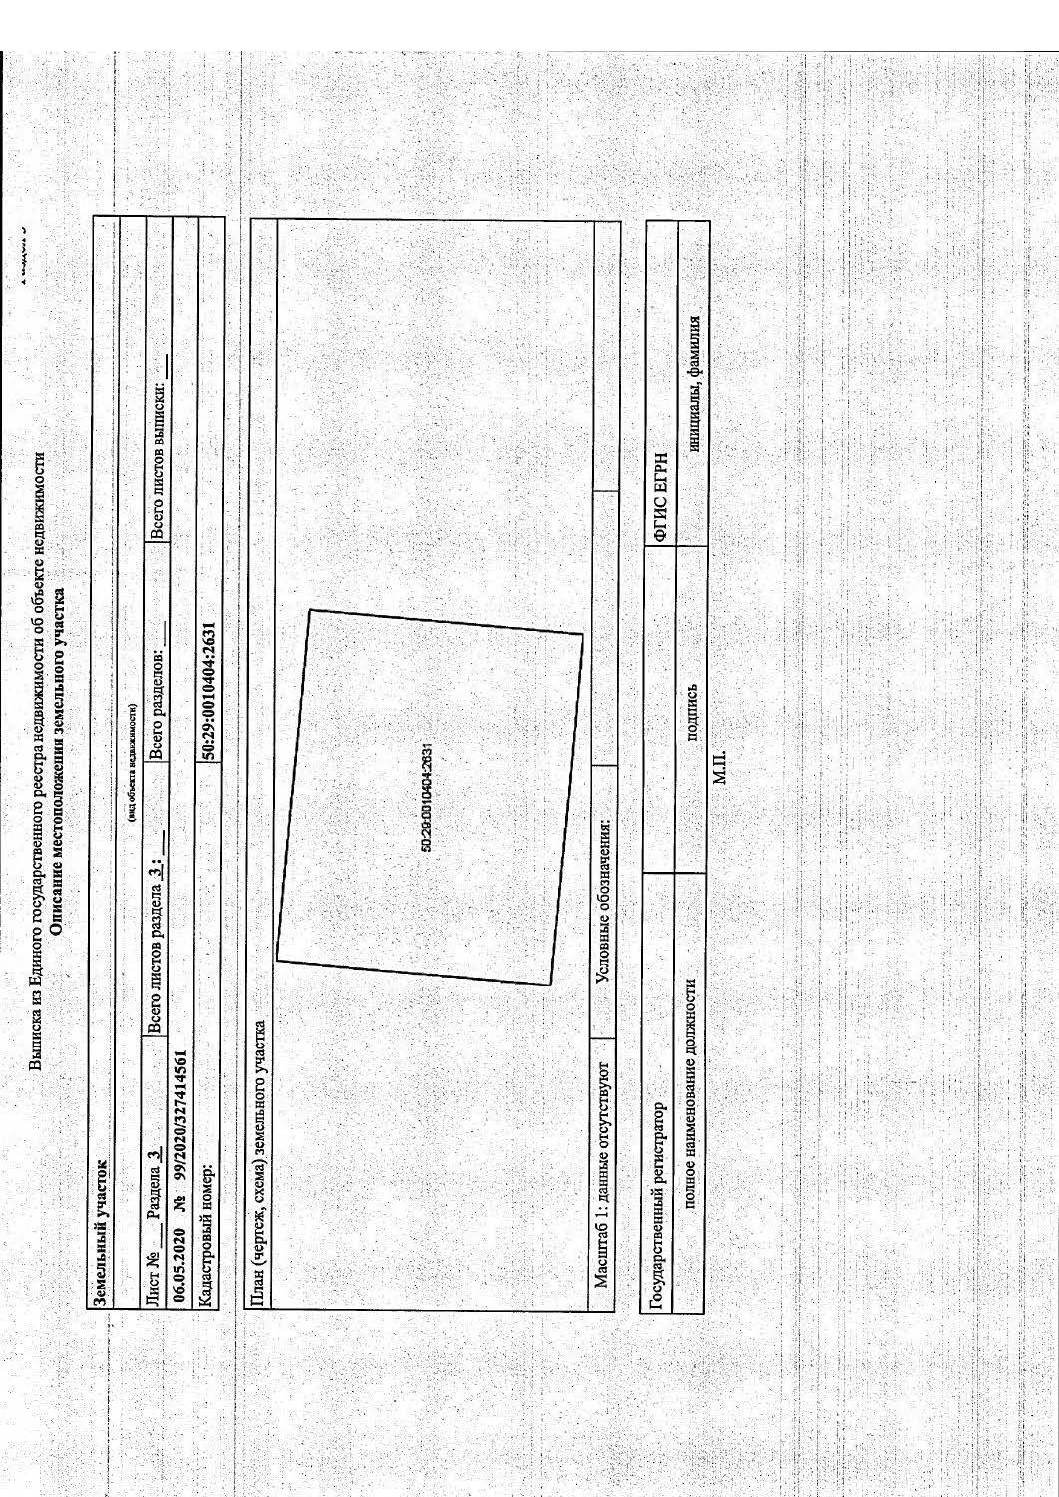 Раздел 3
Выписка из Единого государственного реестра недвижимости об объекте недвижимости
Описание местоположения земельного участка
Земельный участок
(вид объекта недвижимости)
Лист № ___ Раздела 3 Всего листов раздела 3 : ___ Всего разделов: ___ Всего листов выписки: ___
06.05.2020 № 99/2020/327414561
Кадастровый номер: 50:29:0010404:2631
План (чертеж, схема) земельного участка
50:29:0010404:2631
Масштаб 1: данные отсутствуют Условные обозначения:
Государственный регистратор ФГИС ЕГРН
полное наименование должности подпись инициалы, фамилия
М.П.